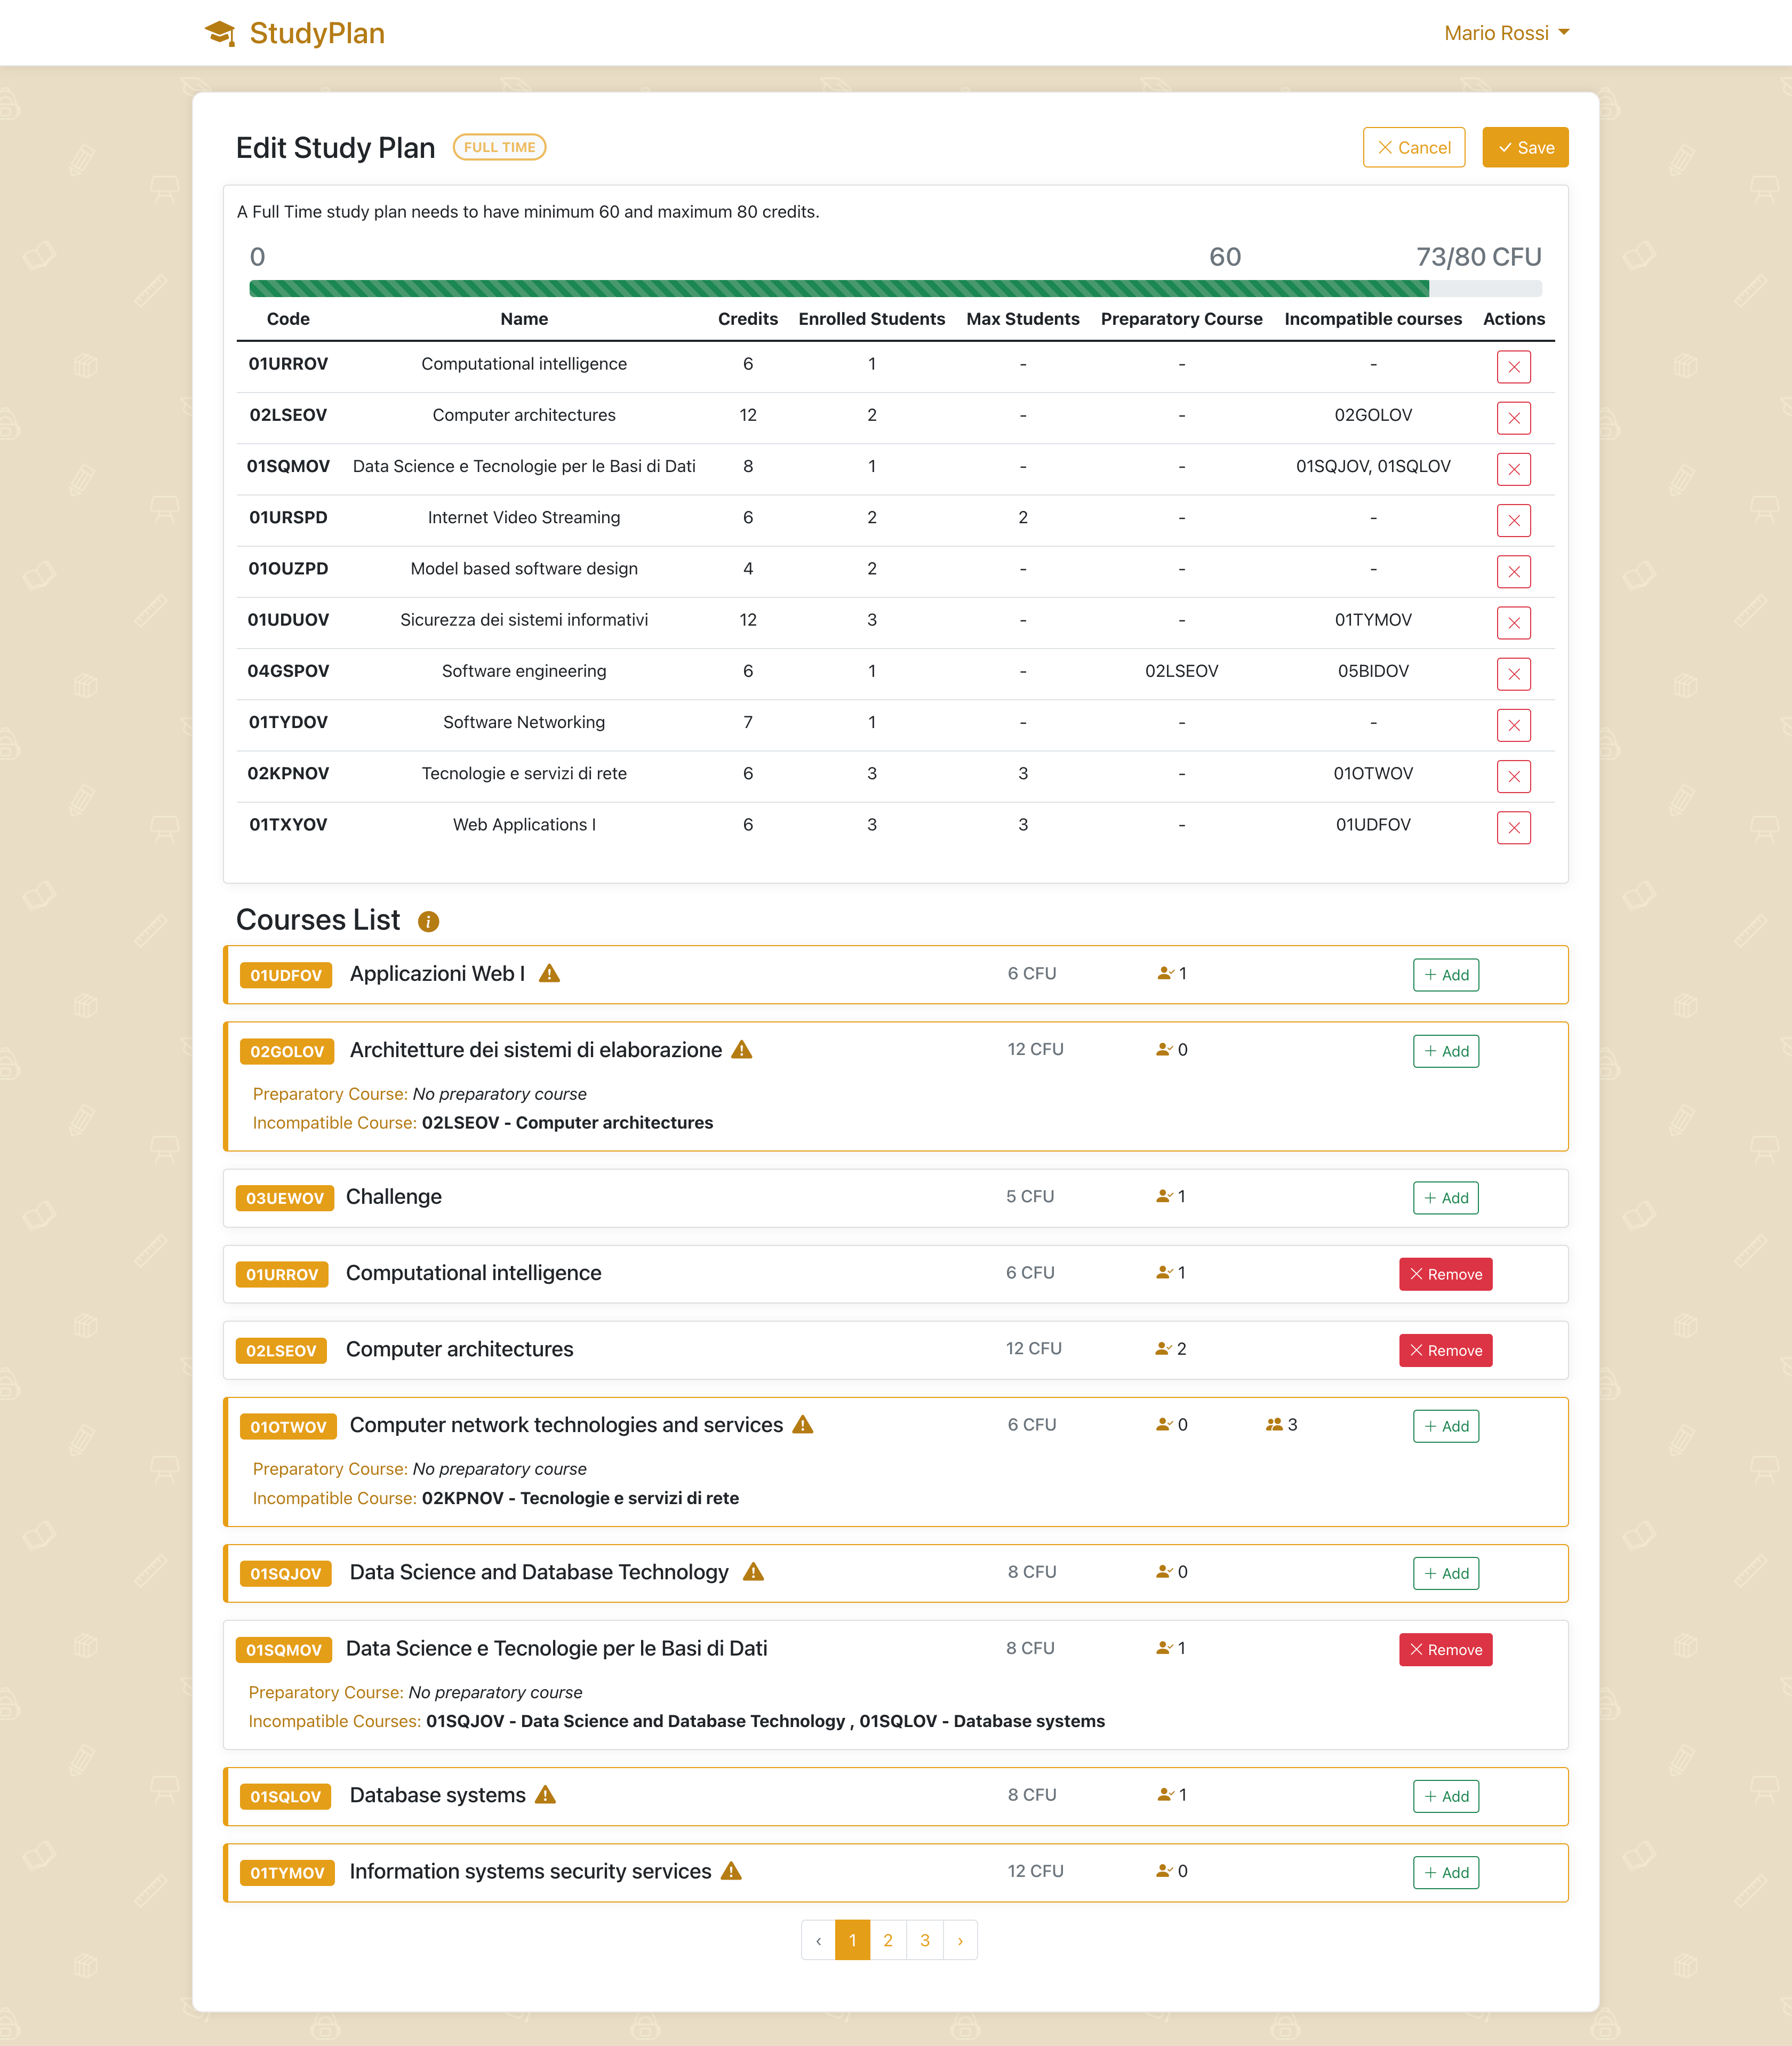 StudyPlan
Mario Rossi
Edit Study Plan FULL TIME
Cancel Save
A Full Time study plan needs to have minimum 60 and maximum 80 credits.
0 60 73/80 CFU
Code Name Credits Enrolled Students Max Students Preparatory Course Incompatible courses Actions
01URROV Computational intelligence 6 1 - - -
02LSEOV Computer architectures 12 2 - - 02GOLOV
01SQMOV Data Science e Tecnologie per le Basi di Dati 8 1 - - 01SQJOV, 01SQLOV
01URSPD Internet Video Streaming 6 2 2 - -
01OUZPD Model based software design 4 2 - - -
01UDUOV Sicurezza dei sistemi informativi 12 3 - - 01TYMOV
04GSPOV Software engineering 6 1 - 02LSEOV 05BIDOV
01TYDOV Software Networking 7 1 - - -
02KPNOV Tecnologie e servizi di rete 6 3 3 - 01OTWOV
01TXYOV Web Applications I 6 3 3 - 01UDFOV
Courses List
01UDFOV Applicazioni Web I 6 CFU 1 + Add
02GOLOV Architetture dei sistemi di elaborazione 12 CFU 0 + Add
Preparatory Course: No preparatory course
Incompatible Course: 02LSEOV - Computer architectures
03UEWOV Challenge 5 CFU 1 + Add
01URROV Computational intelligence 6 CFU 1 Remove
02LSEOV Computer architectures 12 CFU 2 Remove
01OTWOV Computer network technologies and services 6 CFU 0 3 + Add
Preparatory Course: No preparatory course
Incompatible Course: 02KPNOV - Tecnologie e servizi di rete
01SQJOV Data Science and Database Technology 8 CFU 0 + Add
01SQMOV Data Science e Tecnologie per le Basi di Dati 8 CFU 1 Remove
Preparatory Course: No preparatory course
Incompatible Courses: 01SQJOV - Data Science and Database Technology , 01SQLOV - Database systems
01SQLOV Database systems 8 CFU 1 + Add
01TYMOV Information systems security services 12 CFU 0 + Add
‹ 1 2 3 ›